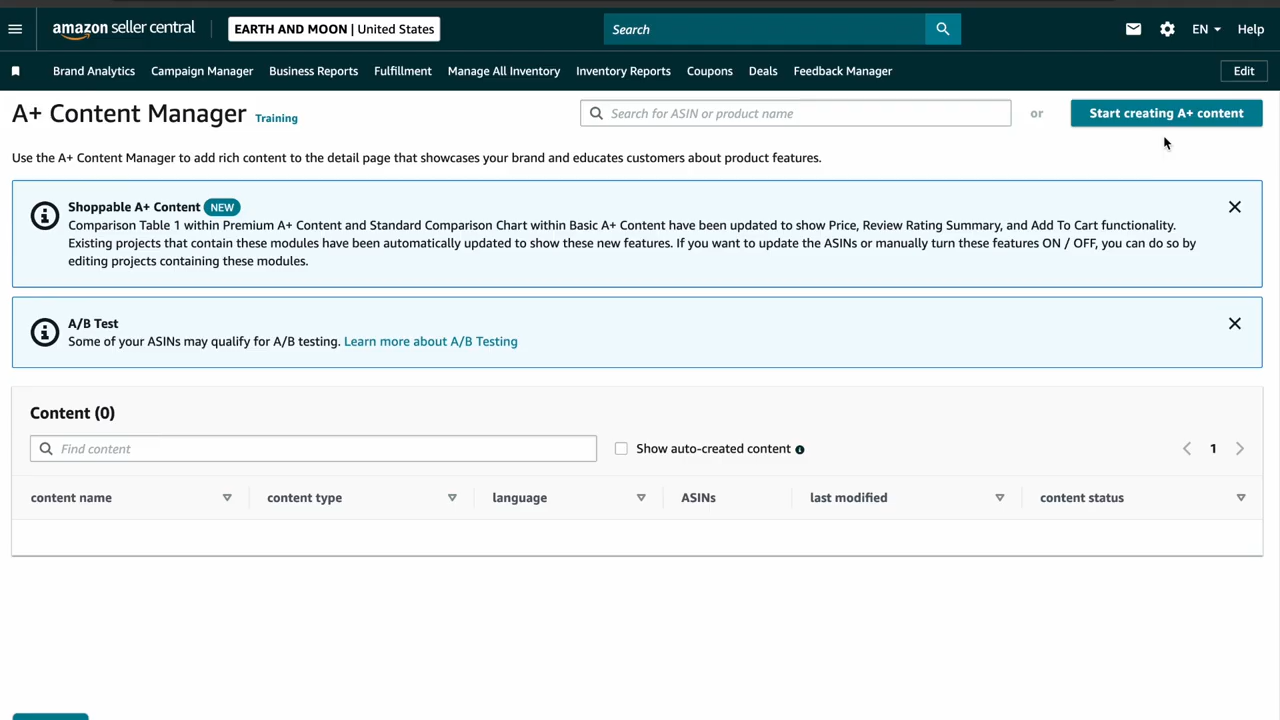 amazon seller central
EARTH AND MOON | United States
Search
EN
Help
Brand Analytics
Campaign Manager
Business Reports
Fulfillment
Manage All Inventory
Inventory Reports
Coupons
Deals
Feedback Manager
Edit
A+ Content Manager
Training
Search for ASIN or product name
or
Start creating A+ content
Use the A+ Content Manager to add rich content to the detail page that showcases your brand and educates customers about product features.
Shoppable A+ Content NEW
Comparison Table 1 within Premium A+ Content and Standard Comparison Chart within Basic A+ Content have been updated to show Price, Review Rating Summary, and Add To Cart functionality.
Existing projects that contain these modules have been automatically updated to show these new features. If you want to update the ASINs or manually turn these features ON / OFF, you can do so by
editing projects containing these modules.
A/B Test
Some of your ASINs may qualify for A/B testing. Learn more about A/B Testing
Content (0)
Find content
Show auto-created content
1
content name
content type
language
ASINs
last modified
content status